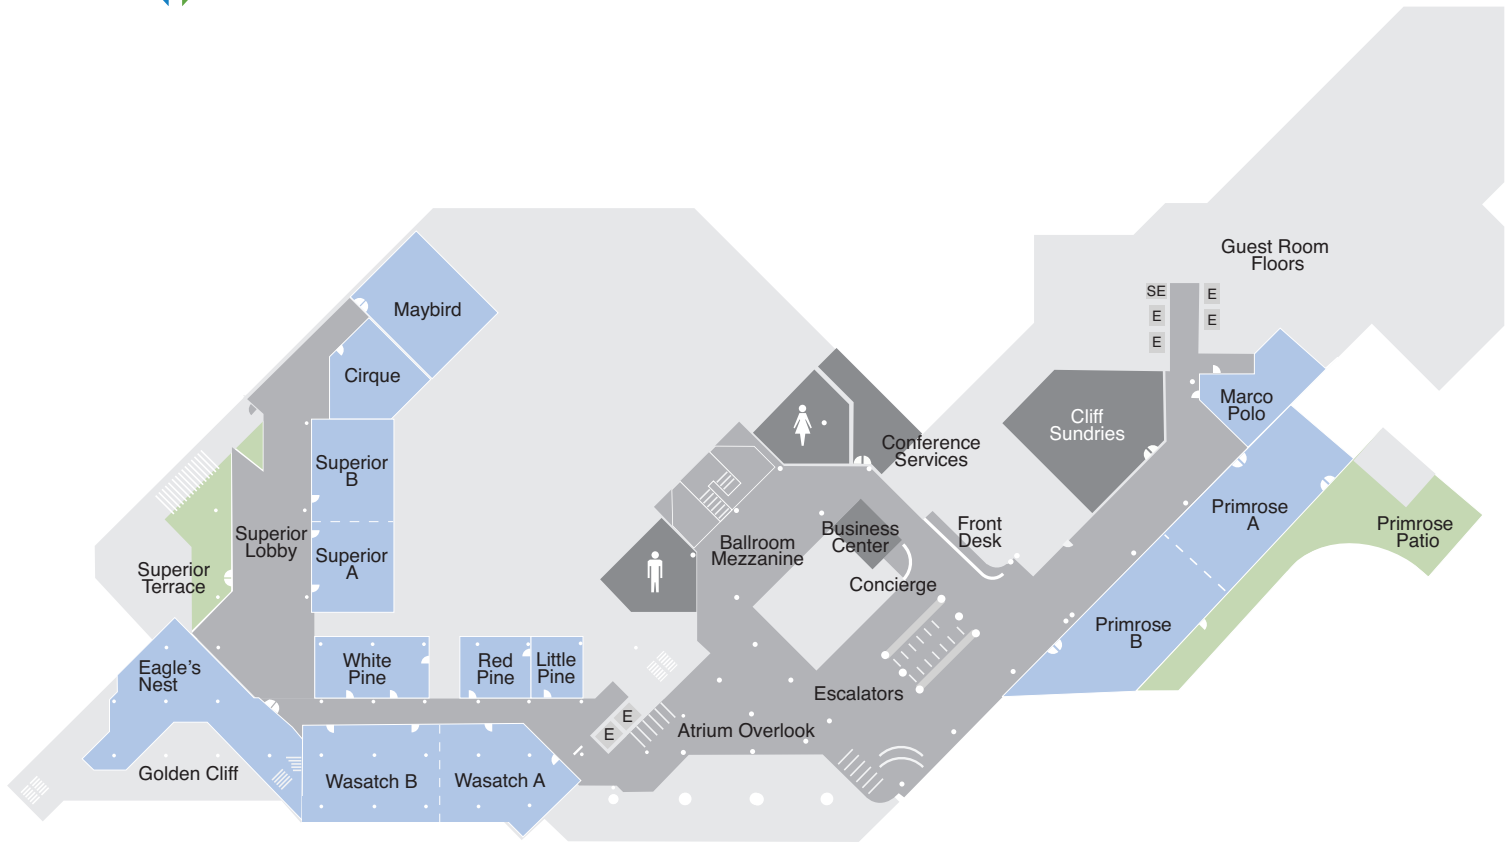 Guest Room
Floors
SE
E
E
E
E
Maybird
Cirque
Marco
Polo
Cliff
Sundries
Conference
Services
Superior
B
Primrose
A
Primrose
Patio
Superior
Lobby
Superior
A
Superior
Terrace
Ballroom
Mezzanine
Business
Center
Front
Desk
Concierge
Primrose
B
Eagle's
Nest
White
Pine
Red
Pine
Little
Pine
Escalators
E
E
Atrium Overlook
Golden Cliff
Wasatch B
Wasatch A